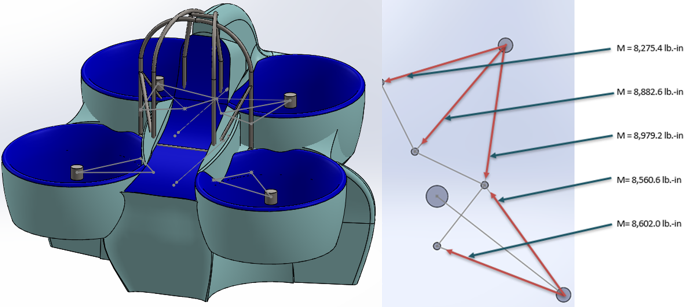 M = 8,275.4 lb.-in
M = 8,882.6 lb.-in
M = 8,979.2 lb.-in
M= 8,560.6 lb.-in
M= 8,602.0 lb.-in